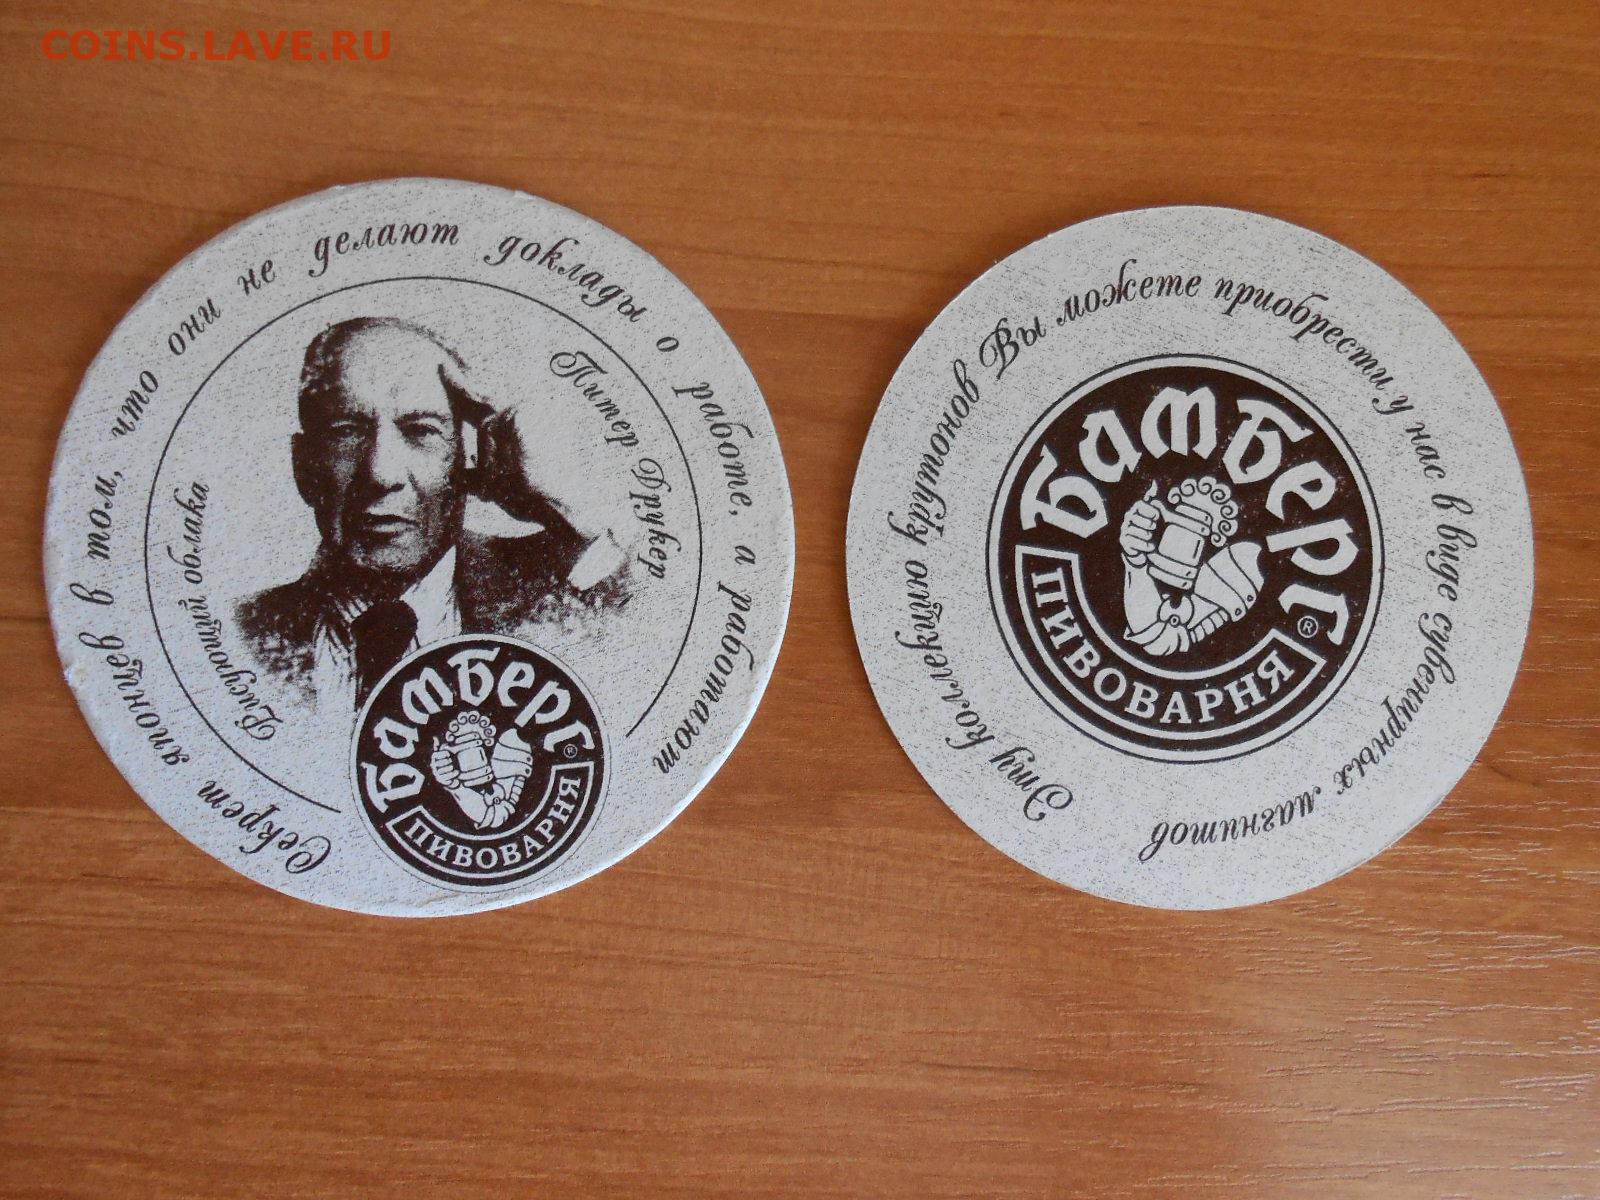 COINS.LAVE.RU
Секрет японцев в том, что они не делают доклады о работе, а работают
Питер Друкер
Рисующий облака
Бамберг®
ПИВОВАРНЯ
Эту коллекцию крутонов Вы можете приобрести у нас в виде сувенирных магнитов
Бамберг®
ПИВОВАРНЯ